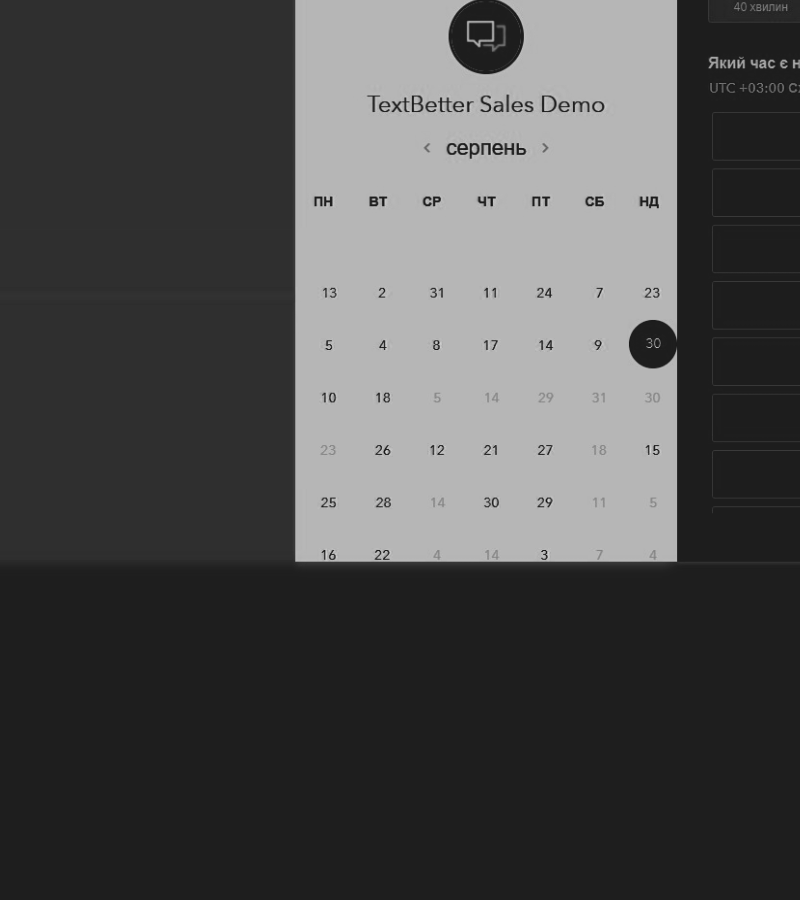 40 хвилин
TextBetter Sales Demo
‹ серпень ›
ПН ВТ СР ЧТ ПТ СБ НД
13 2 31 11 24 7 23
5 4 8 17 14 9 30
10 18 5 14 29 31 30
23 26 12 21 27 18 15
25 28 14 30 29 11 5
16 22 4 14 3 7 4
Який час є
UTC +03:00